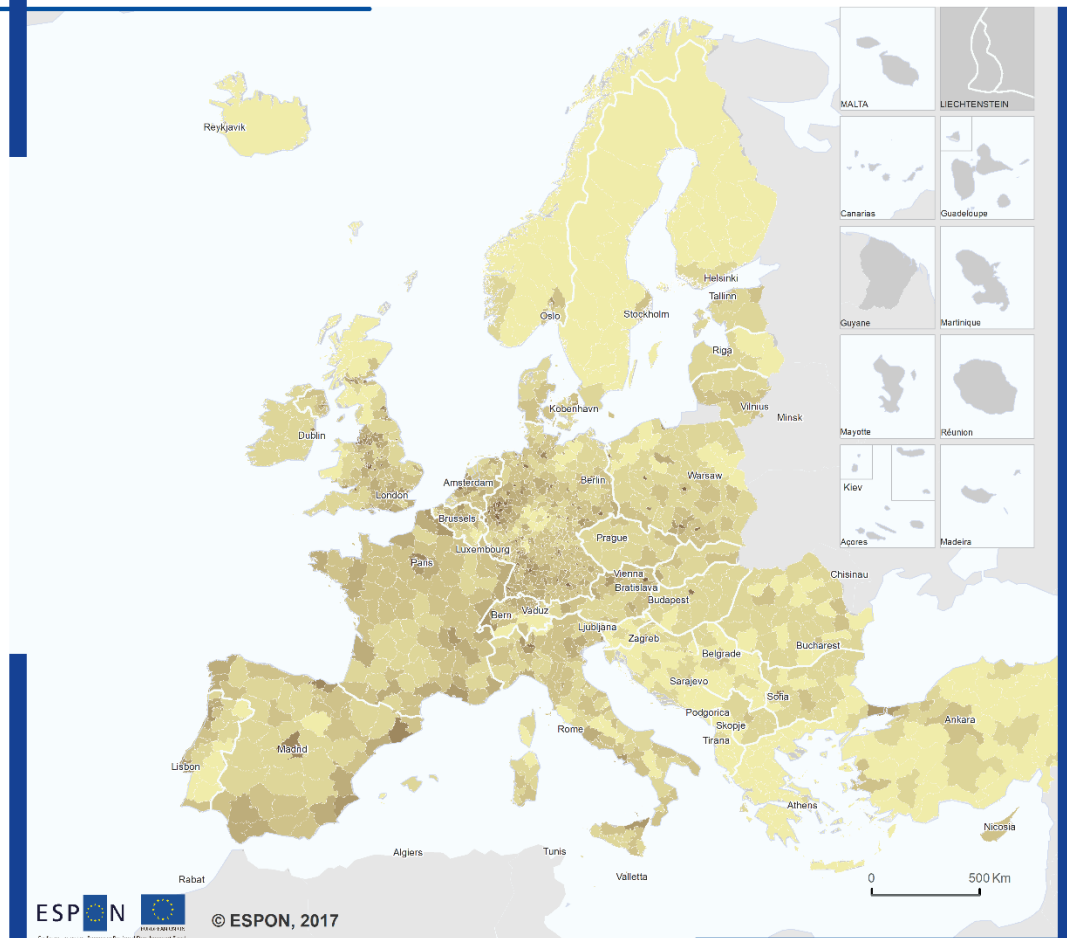 MALTA
LIECHTENSTEIN
Reykjavik
Canarias
Guadeloupe
Helsinki
Tallinn
Oslo
Stockholm
Guyane
Martinique
Riga
Kobenhavn
Vilnius
Minsk
Dublin
Mayotte
Réunion
Amsterdam
Berlin
Warsaw
London
Kiev
Brussels
Prague
Açores
Madeira
Luxembourg
Paris
Vienna
Chisinau
Bratislava
Budapest
Bern
Vaduz
Ljubljana
Zagreb
Bucharest
Belgrade
Sarajevo
Sofia
Podgorica
Ankara
Skopje
Rome
Tirana
Madrid
Lisbon
Athens
Nicosia
Algiers
Tunis
Rabat
Valletta
0 500 Km
ESPON
© ESPON, 2017